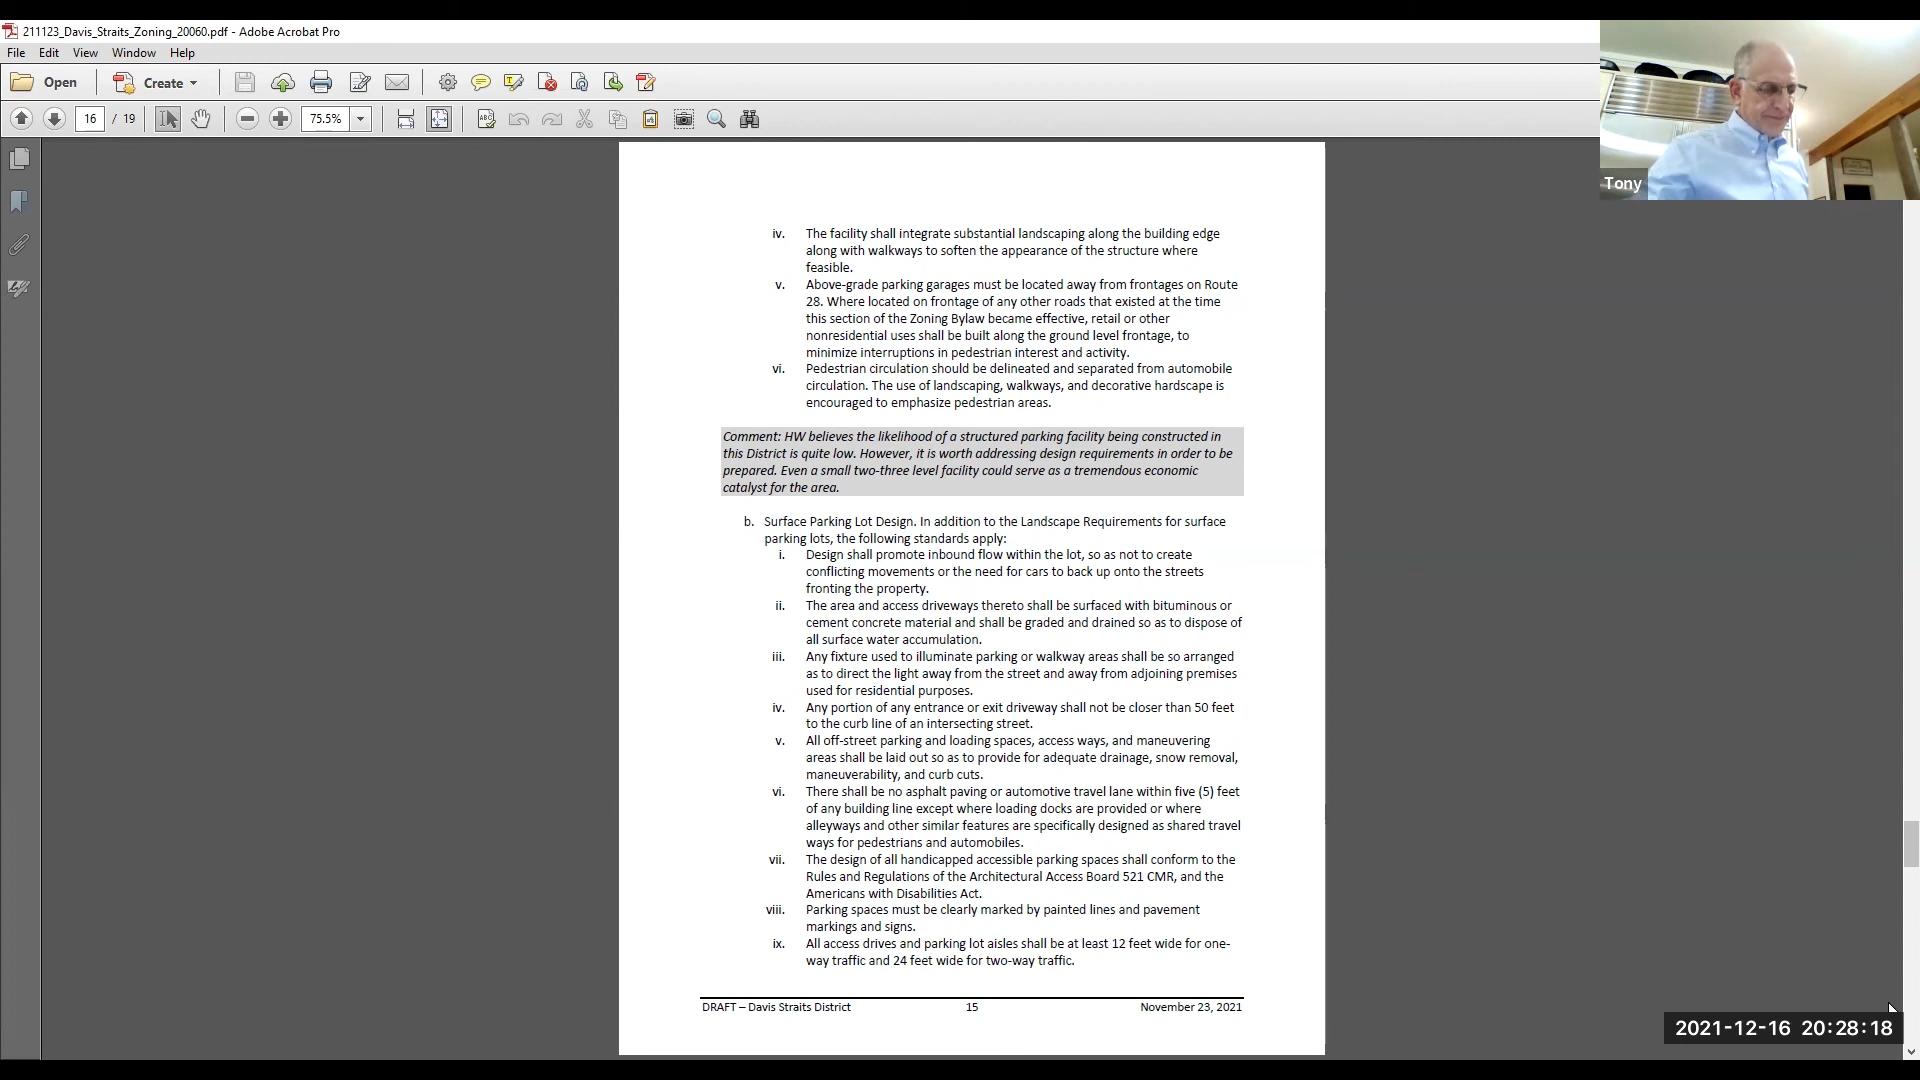 211123_Davis_Straits_Zoning_20060.pdf - Adobe Acrobat Pro
File Edit View Window Help
Open Create
16 / 19 75.5%
Tony
iv. The facility shall integrate substantial landscaping along the building edge
along with walkways to soften the appearance of the structure where
feasible.
v. Above-grade parking garages must be located away from frontages on Route
28. Where located on frontage of any other roads that existed at the time
this section of the Zoning Bylaw became effective, retail or other
nonresidential uses shall be built along the ground level frontage, to
minimize interruptions in pedestrian interest and activity.
vi. Pedestrian circulation should be delineated and separated from automobile
circulation. The use of landscaping, walkways, and decorative hardscape is
encouraged to emphasize pedestrian areas.
Comment: HW believes the likelihood of a structured parking facility being constructed in
this District is quite low. However, it is worth addressing design requirements in order to be
prepared. Even a small two-three level facility could serve as a tremendous economic
catalyst for the area.
b. Surface Parking Lot Design. In addition to the Landscape Requirements for surface
parking lots, the following standards apply:
i. Design shall promote inbound flow within the lot, so as not to create
conflicting movements or the need for cars to back up onto the streets
fronting the property.
ii. The area and access driveways thereto shall be surfaced with bituminous or
cement concrete material and shall be graded and drained so as to dispose of
all surface water accumulation.
iii. Any fixture used to illuminate parking or walkway areas shall be so arranged
as to direct the light away from the street and away from adjoining premises
used for residential purposes.
iv. Any portion of any entrance or exit driveway shall not be closer than 50 feet
to the curb line of an intersecting street.
v. All off-street parking and loading spaces, access ways, and maneuvering
areas shall be laid out so as to provide for adequate drainage, snow removal,
maneuverability, and curb cuts.
vi. There shall be no asphalt paving or automotive travel lane within five (5) feet
of any building line except where loading docks are provided or where
alleyways and other similar features are specifically designed as shared travel
ways for pedestrians and automobiles.
vii. The design of all handicapped accessible parking spaces shall conform to the
Rules and Regulations of the Architectural Access Board 521 CMR, and the
Americans with Disabilities Act.
viii. Parking spaces must be clearly marked by painted lines and pavement
markings and signs.
ix. All access drives and parking lot aisles shall be at least 12 feet wide for one-
way traffic and 24 feet wide for two-way traffic.
DRAFT – Davis Straits District 15 November 23, 2021
2021-12-16 20:28:18